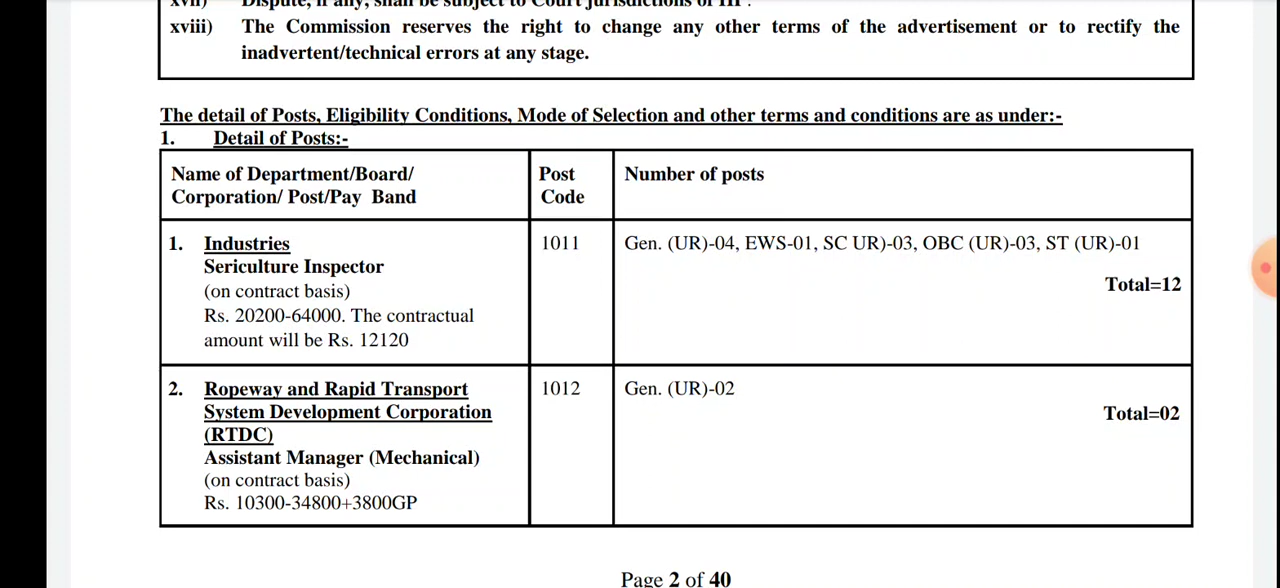 xviii) The Commission reserves the right to change any other terms of the advertisement or to rectify the
inadvertent/technical errors at any stage.
The detail of Posts, Eligibility Conditions, Mode of Selection and other terms and conditions are as under:-
1. Detail of Posts:-
Name of Department/Board/
Corporation/ Post/Pay Band
Post
Code
Number of posts
1. Industries
Sericulture Inspector
(on contract basis)
Rs. 20200-64000. The contractual
amount will be Rs. 12120
1011
Gen. (UR)-04, EWS-01, SC UR)-03, OBC (UR)-03, ST (UR)-01
Total=12
2. Ropeway and Rapid Transport
System Development Corporation
(RTDC)
Assistant Manager (Mechanical)
(on contract basis)
Rs. 10300-34800+3800GP
1012
Gen. (UR)-02
Total=02
Page 2 of 40